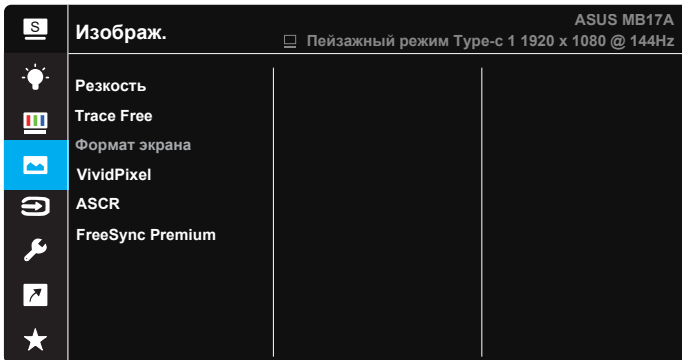 S
Изображ.
ASUS MB17A
Пейзажный режим Type-c 1 1920 x 1080 @ 144Hz
Резкость
Trace Free
Формат экрана
VividPixel
ASCR
FreeSync Premium